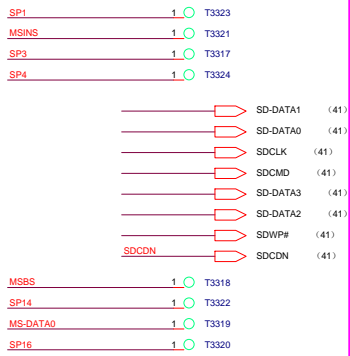 SP1 1 T3323
MSINS 1 T3321
SP3 1 T3317
SP4 1 T3324
SD-DATA1 (41)
SD-DATA0 (41)
SDCLK (41)
SDCMD (41)
SD-DATA3 (41)
SD-DATA2 (41)
SDWP# (41)
SDCDN SDCDN (41)
MSBS 1 T3318
SP14 1 T3322
MS-DATA0 1 T3319
SP16 1 T3320